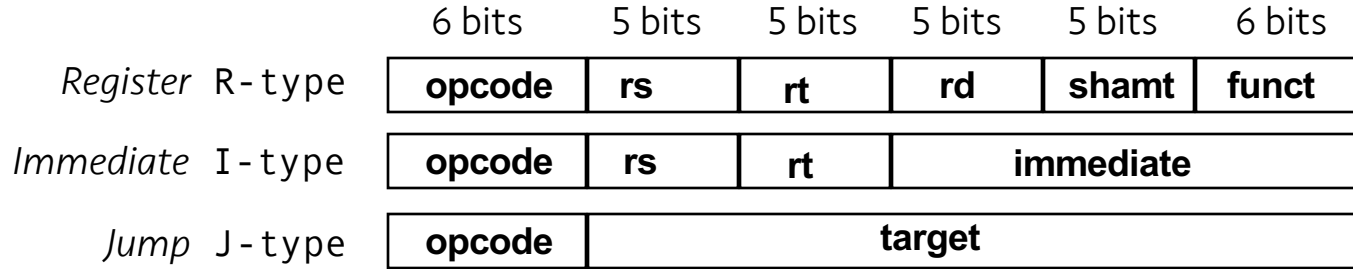 6 bits 5 bits 5 bits 5 bits 5 bits 6 bits
Register R-type opcode rs rt rd shamt funct
Immediate I-type opcode rs rt immediate
Jump J-type opcode target